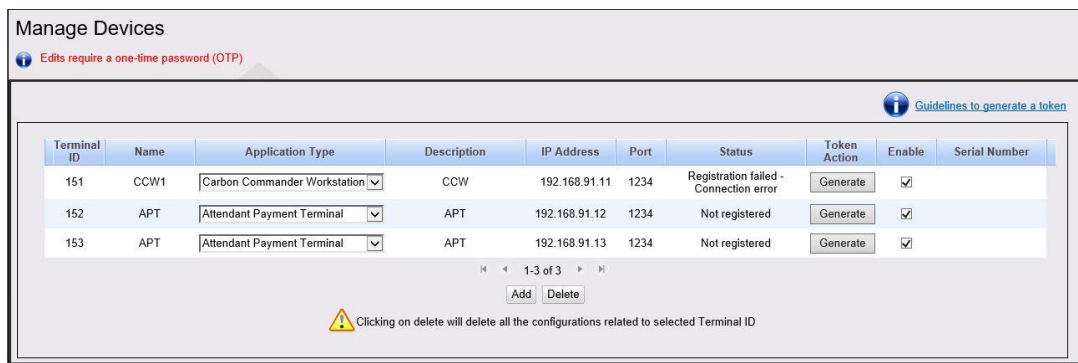 Manage Devices
Edits require a one-time password (OTP)
Guidelines to generate a token
Terminal ID Name Application Type Description IP Address Port Status Token Action Enable Serial Number
151 CCW1 Carbon Commander Workstation CCW 192.168.91.11 1234 Registration failed - Connection error Generate
152 APT Attendant Payment Terminal APT 192.168.91.12 1234 Not registered Generate
153 APT Attendant Payment Terminal APT 192.168.91.13 1234 Not registered Generate
1-3 of 3
Add Delete
Clicking on delete will delete all the configurations related to selected Terminal ID